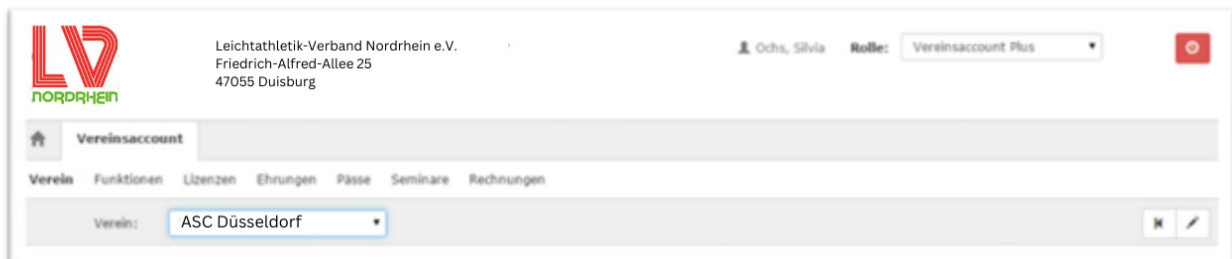 LV
NORDRHEIN
Leichtathletik-Verband Nordrhein e.V.
Friedrich-Alfred-Allee 25
47055 Duisburg
Ochs, Silvia Rolle: Vereinsaccount Plus
Vereinsaccount
Verein Funktionen Lizenzen Ehrungen Pässe Seminare Rechnungen
Verein: ASC Düsseldorf